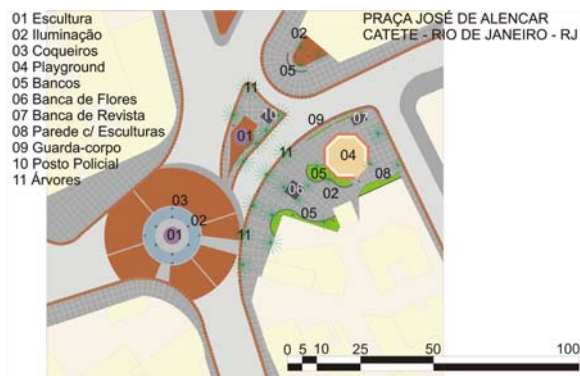 01 Escultura
02 Iluminação
03 Coqueiros
04 Playground
05 Bancos
06 Banca de Flores
07 Banca de Revista
08 Parede c/ Esculturas
09 Guarda-corpo
10 Posto Policial
11 Árvores
PRAÇA JOSÉ DE ALENCAR
CATETE - RIO DE JANEIRO - RJ
02
05
11
10
09
07
01
11
04
05
08
03
06
02
02
05
01
11
0 5 10 25 50 100